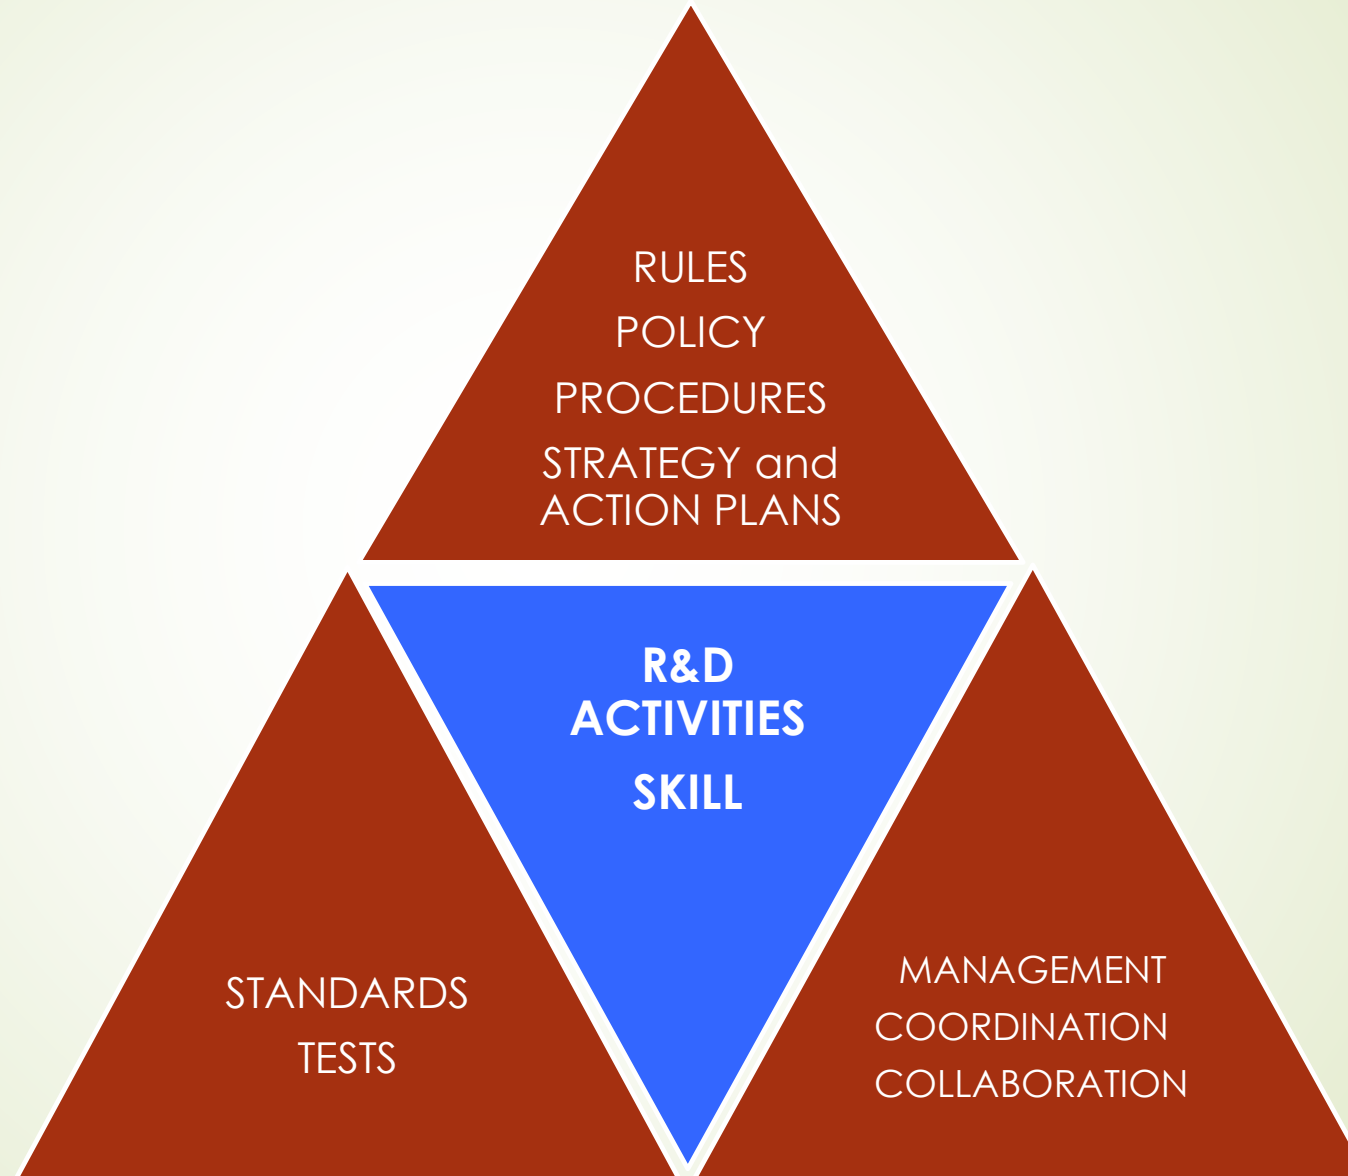 RULES
POLICY
PROCEDURES
STRATEGY and
ACTION PLANS
R&D
ACTIVITIES
SKILL
STANDARDS
TESTS
MANAGEMENT
COORDINATION
COLLABORATION